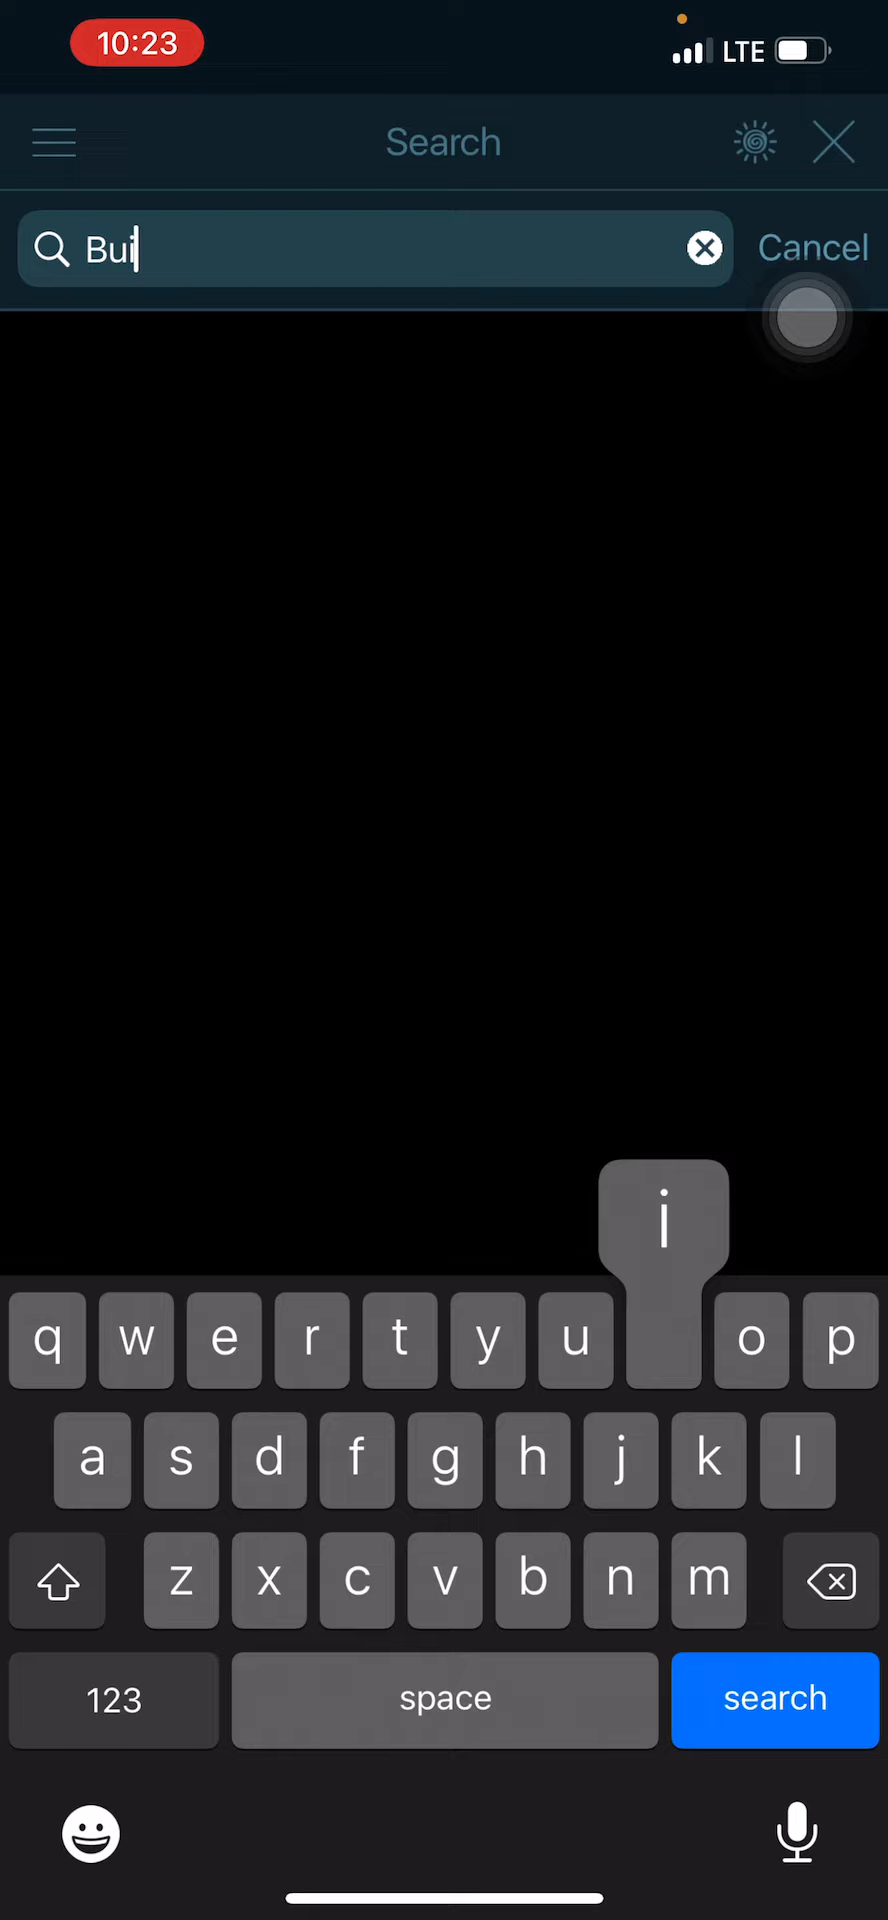 10:23
LTE
Search
Bui
Cancel
i
q w e r t y u o p
a s d f g h j k l
z x c v b n m
123 space search